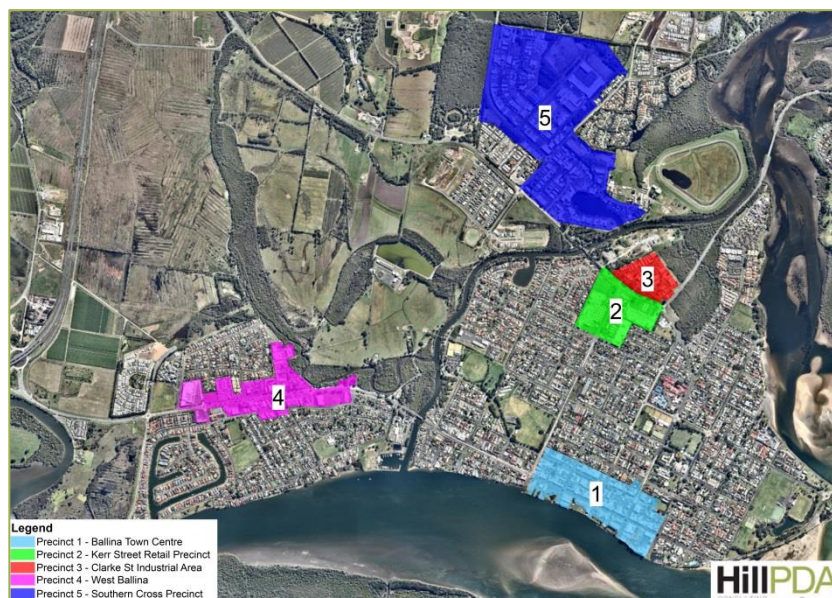 5
3
2
4
1
Legend
Precinct 1 - Ballina Town Centre
Precinct 2 - Kerr Street Retail Precinct
Precinct 3 - Clarke St Industrial Area
Precinct 4 - West Ballina
Precinct 5 - Southern Cross Precinct
HillPDA